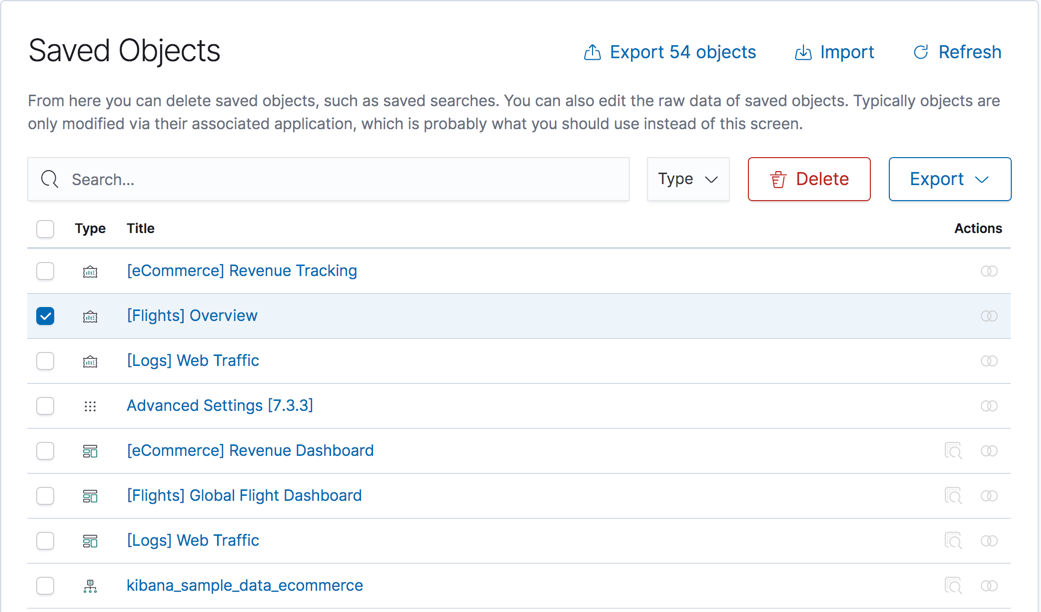 Saved Objects
Export 54 objects
Import
Refresh
From here you can delete saved objects, such as saved searches. You can also edit the raw data of saved objects. Typically objects are
only modified via their associated application, which is probably what you should use instead of this screen.
Search...
Type
Delete
Export
Type Title Actions
[eCommerce] Revenue Tracking
[Flights] Overview
[Logs] Web Traffic
Advanced Settings [7.3.3]
[eCommerce] Revenue Dashboard
[Flights] Global Flight Dashboard
[Logs] Web Traffic
kibana_sample_data_ecommerce